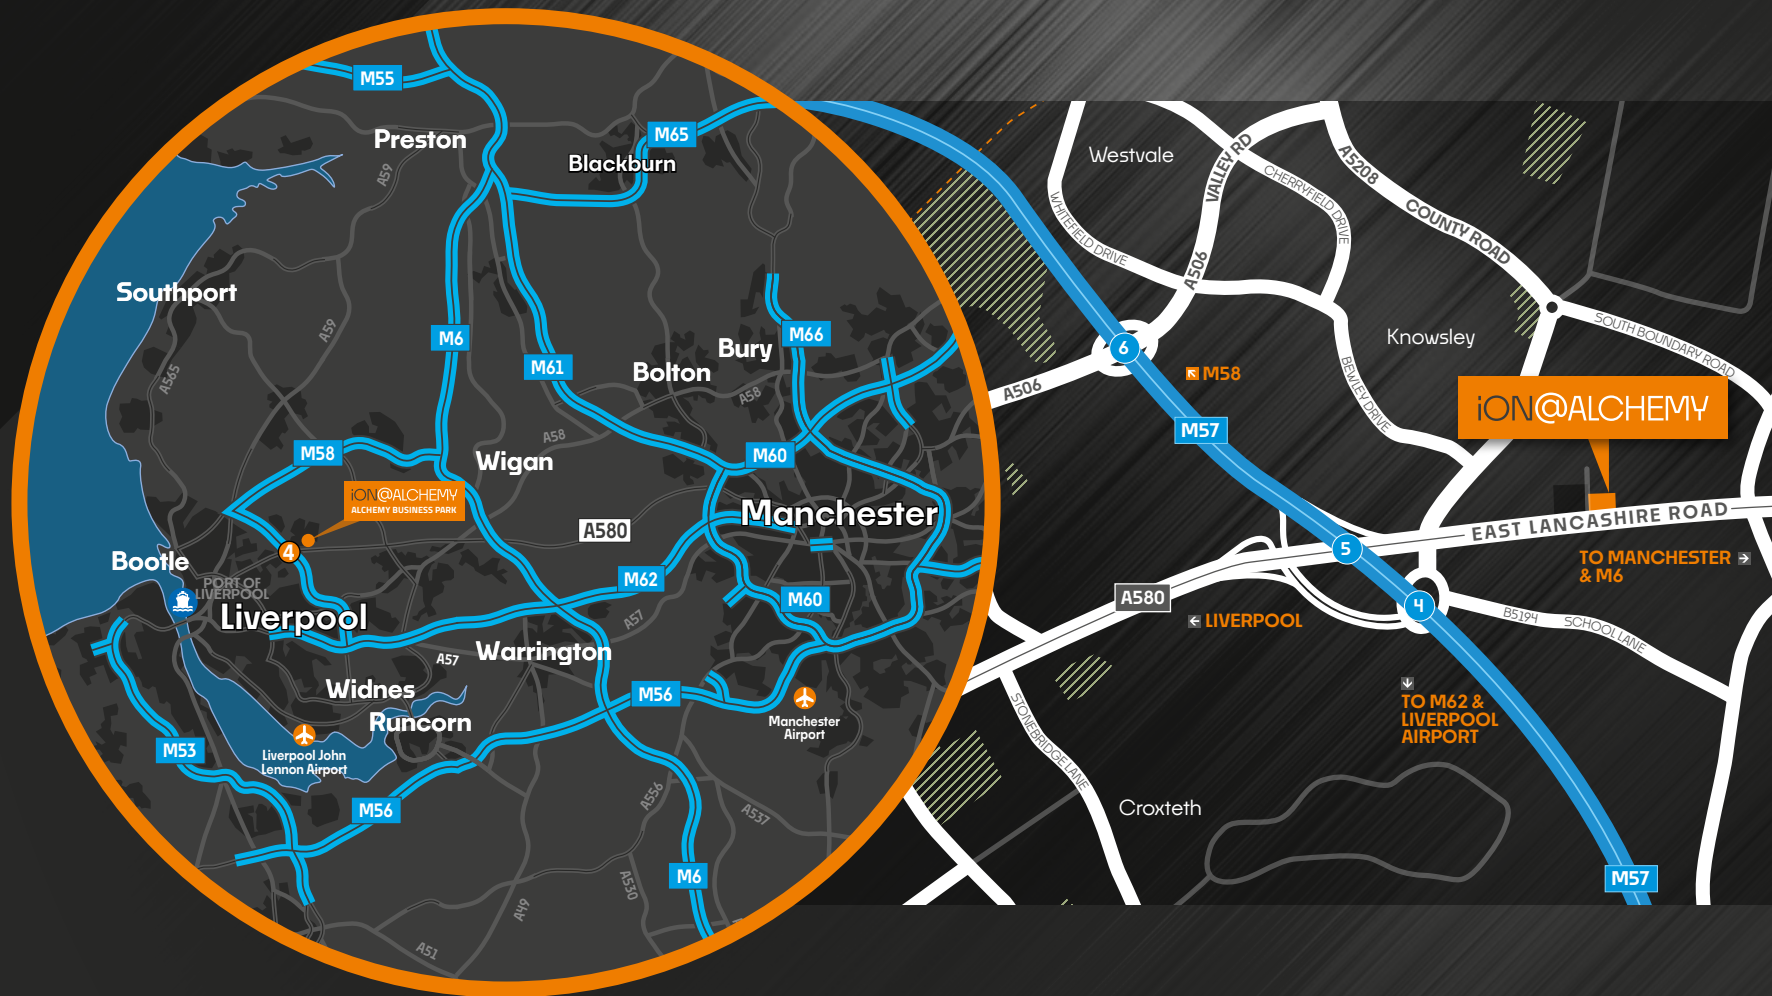 M55
Preston
M65
Blackburn
A59
Southport
A59
M6
M66
Bury
M61
Bolton
A565
A58
A58
M58
M60
Wigan
iON@ALCHEMY
ALCHEMY BUSINESS PARK
Manchester
A580
4
Bootle
PORT OF
LIVERPOOL
M62
M60
Liverpool
A57
A57
Warrington
Widnes
M56
Runcorn
Manchester
Airport
M53
Liverpool John
Lennon Airport
M56
A556
A537
M6
A530
A49
A51
Westvale
VALLEY RD
A5208
CHERRYFIELD DRIVE
WHITEFIELD DRIVE
COUNTY ROAD
A506
SOUTH BOUNDARY ROAD
Knowsley
6
M58
A506
BEWLEY DRIVE
iON@ALCHEMY
M57
EAST LANCASHIRE ROAD
5
TO MANCHESTER
& M6
A580
4
LIVERPOOL
B5194
SCHOOL LANE
TO M62 &
LIVERPOOL
AIRPORT
STONEBRIDGE LANE
Croxteth
M57